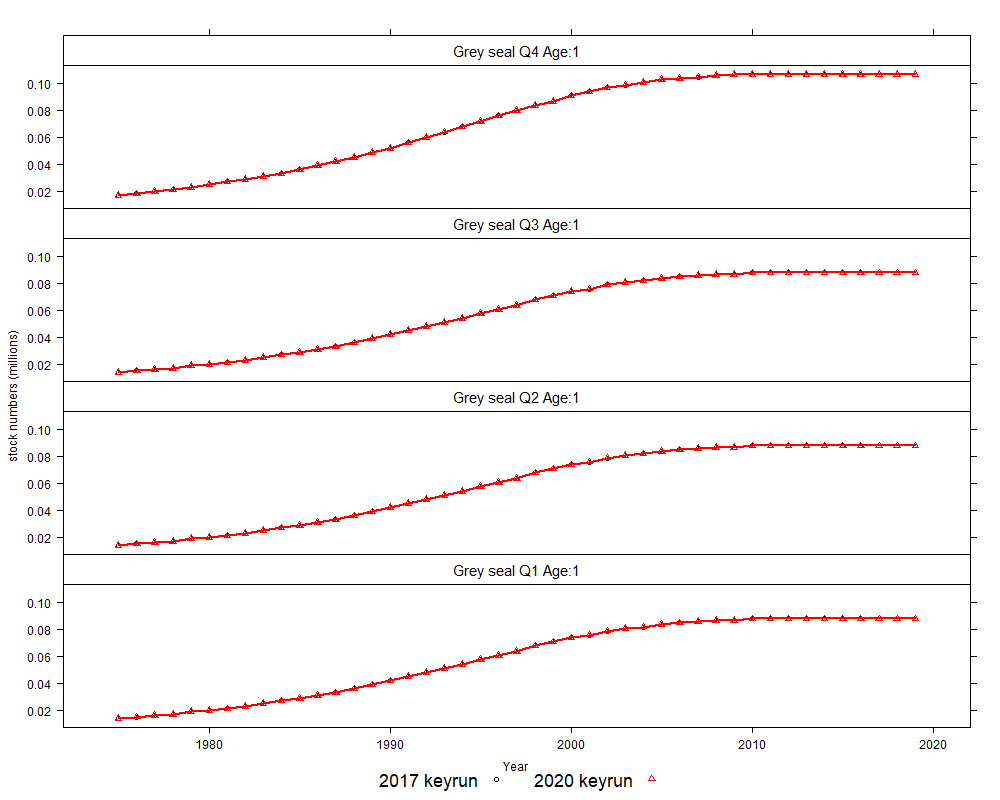 Grey seal Q4 Age:1
0.10
0.08
0.06
0.04
0.02
Grey seal Q3 Age:1
0.10
0.08
0.06
0.04
0.02
Grey seal Q2 Age:1
0.10
0.08
0.06
0.04
0.02
Grey seal Q1 Age:1
0.10
0.08
0.06
0.04
0.02
stock numbers (millions)
1980 1990 2000 2010 2020
Year
2017 keyrun 2020 keyrun